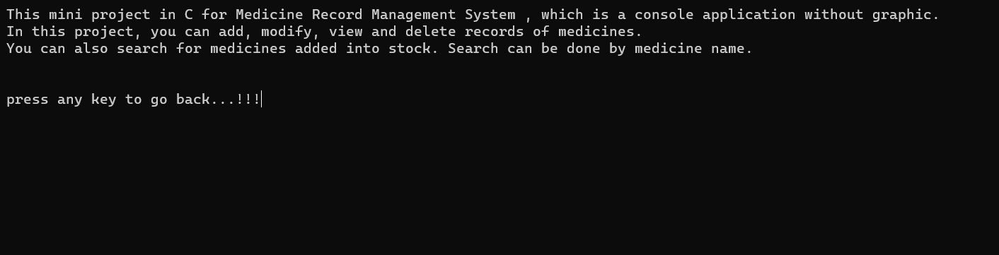 This mini project in C for Medicine Record Management System , which is a console application without graphic.
In this project, you can add, modify, view and delete records of medicines.
You can also search for medicines added into stock. Search can be done by medicine name.
press any key to go back...!!!